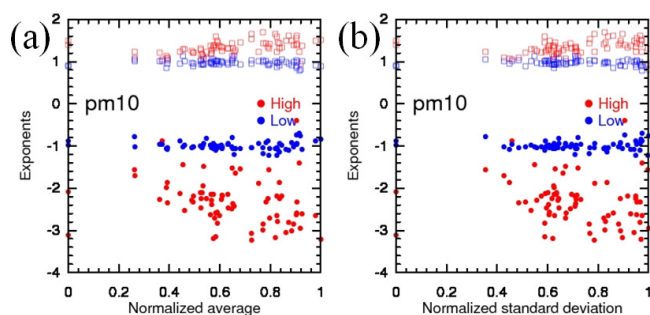 (a)
2
1
0
-1
-2
-3
-4
Exponents
pm10
High
Low
0 0.2 0.4 0.6 0.8 1
Normalized average
(b)
2
1
0
-1
-2
-3
-4
Exponents
pm10
High
Low
0 0.2 0.4 0.6 0.8 1
Normalized standard deviation